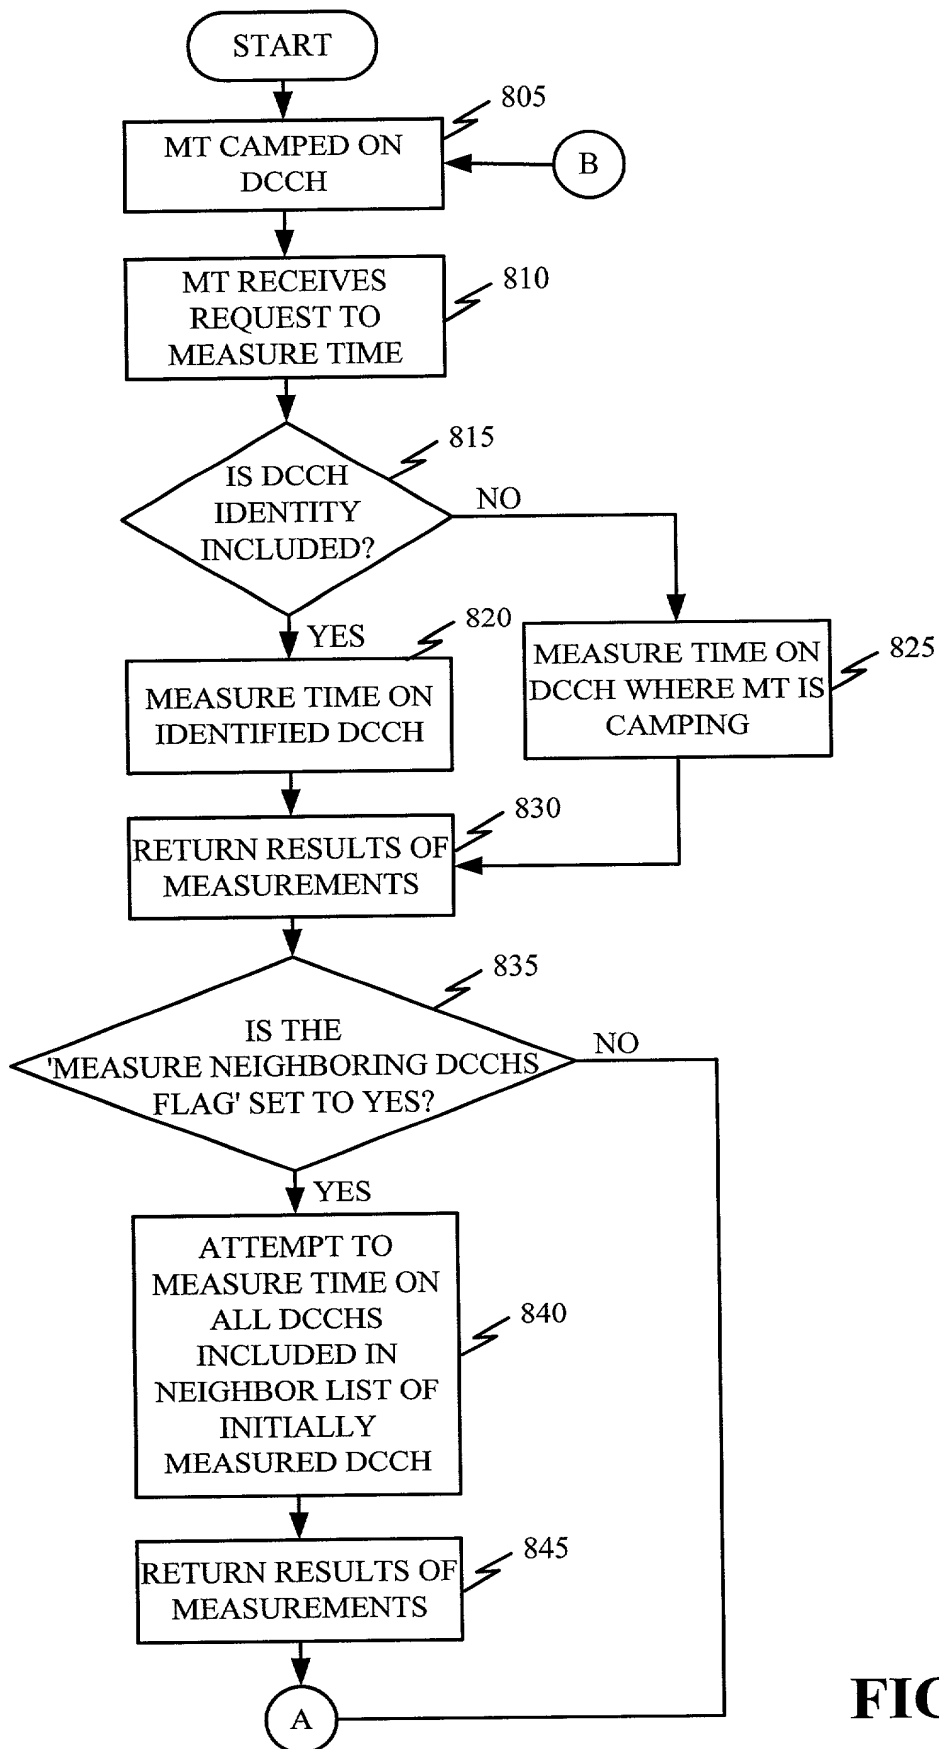 START
805
MT CAMPED ON
DCCH
B
810
MT RECEIVES
REQUEST TO
MEASURE TIME
815
IS DCCH
IDENTITY
INCLUDED?
NO
YES
820
MEASURE TIME ON
IDENTIFIED DCCH
825
MEASURE TIME ON
DCCH WHERE MT IS
CAMPING
830
RETURN RESULTS OF
MEASUREMENTS
835
IS THE
'MEASURE NEIGHBORING DCCHS
FLAG' SET TO YES?
NO
YES
ATTEMPT TO
MEASURE TIME ON
ALL DCCHS
INCLUDED IN
NEIGHBOR LIST OF
INITIALLY
MEASURED DCCH
840
845
RETURN RESULTS OF
MEASUREMENTS
A